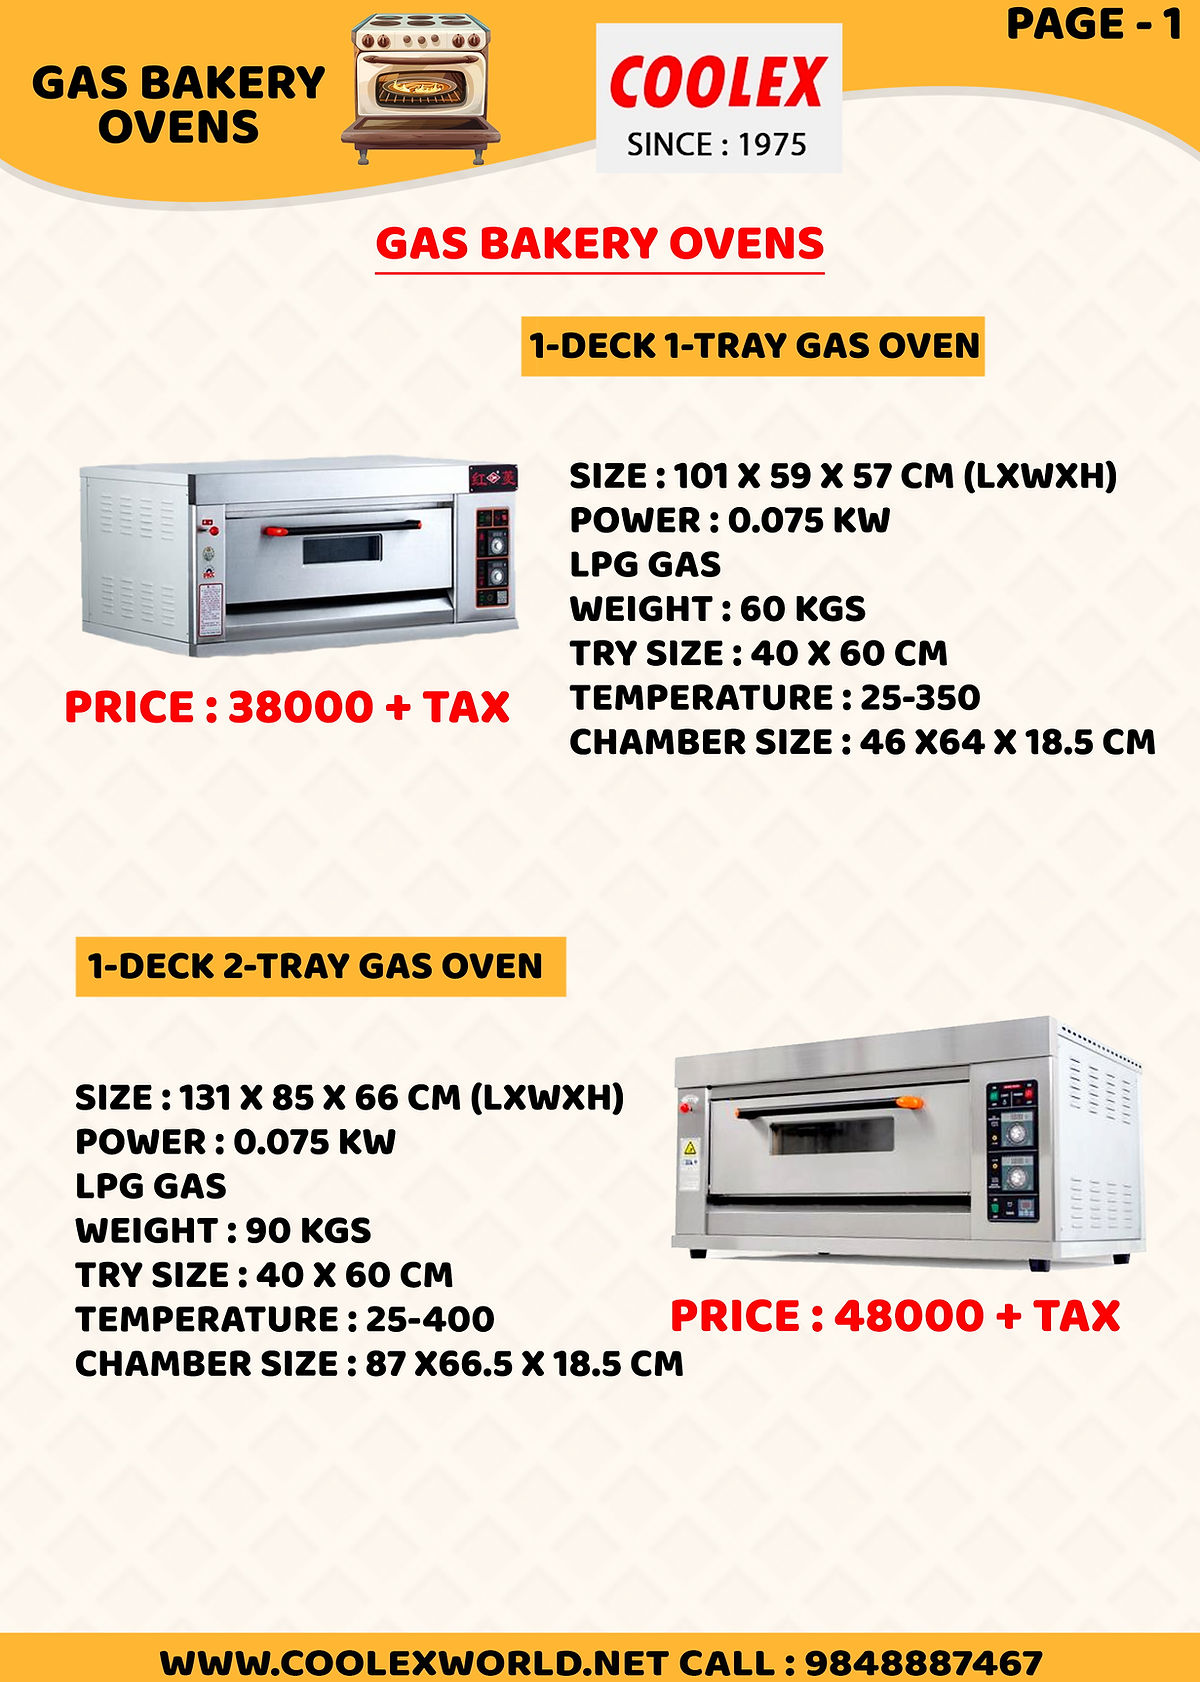 PAGE - 1
GAS BAKERY
OVENS
COOLEX
SINCE : 1975
GAS BAKERY OVENS
1-DECK 1-TRAY GAS OVEN
红 菱
SIZE : 101 X 59 X 57 CM (LXWXH)
POWER : 0.075 KW
LPG GAS
WEIGHT : 60 KGS
TRY SIZE : 40 X 60 CM
TEMPERATURE : 25-350
CHAMBER SIZE : 46 X64 X 18.5 CM
PRICE : 38000 + TAX
1-DECK 2-TRAY GAS OVEN
SIZE : 131 X 85 X 66 CM (LXWXH)
POWER : 0.075 KW
LPG GAS
WEIGHT : 90 KGS
TRY SIZE : 40 X 60 CM
TEMPERATURE : 25-400
CHAMBER SIZE : 87 X66.5 X 18.5 CM
PRICE : 48000 + TAX
WWW.COOLEXWORLD.NET CALL : 9848887467